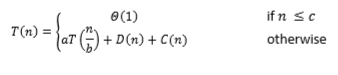 T(n) = { Θ(1) if n ≤ c
aT(n/b) + D(n) + C(n) otherwise